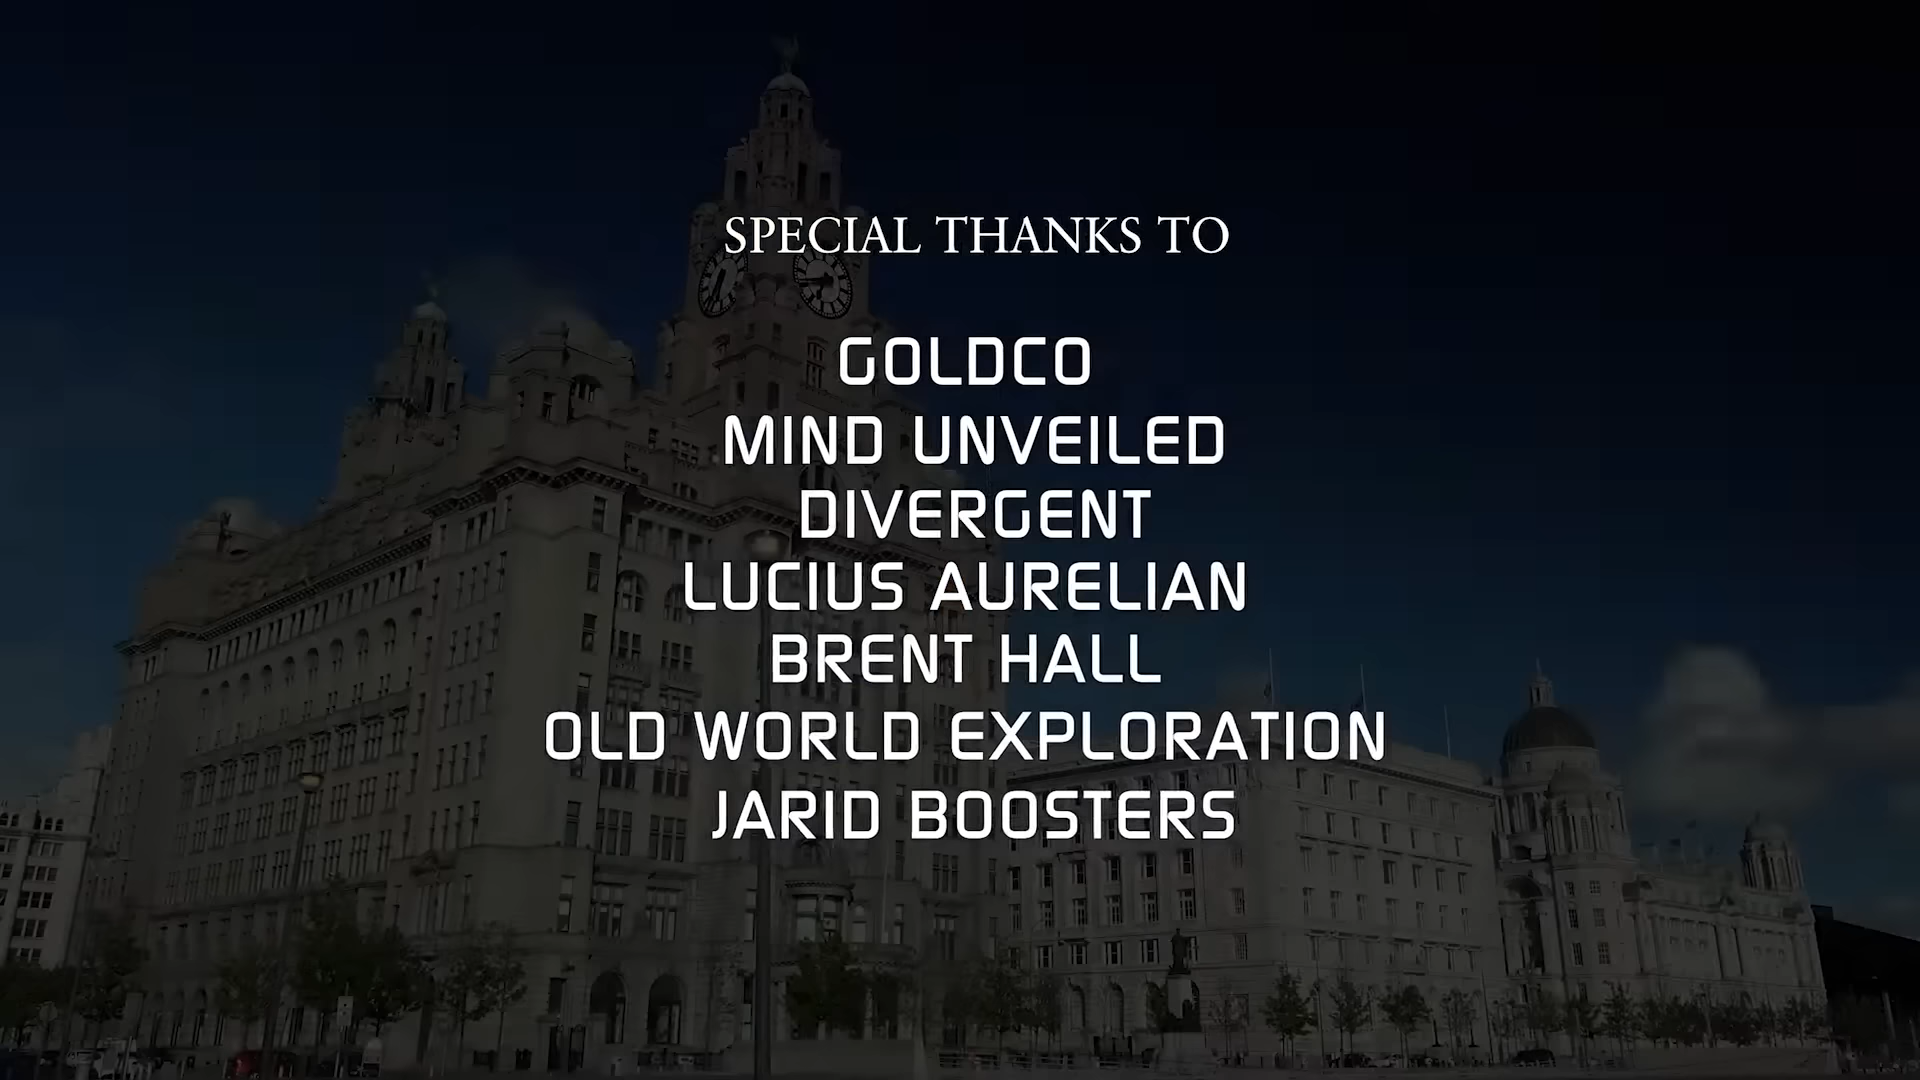 SPECIAL THANKS TO
GOLDCO
MIND UNVEILED
DIVERGENT
LUCIUS AURELIAN
BRENT HALL
OLD WORLD EXPLORATION
JARID BOOSTERS